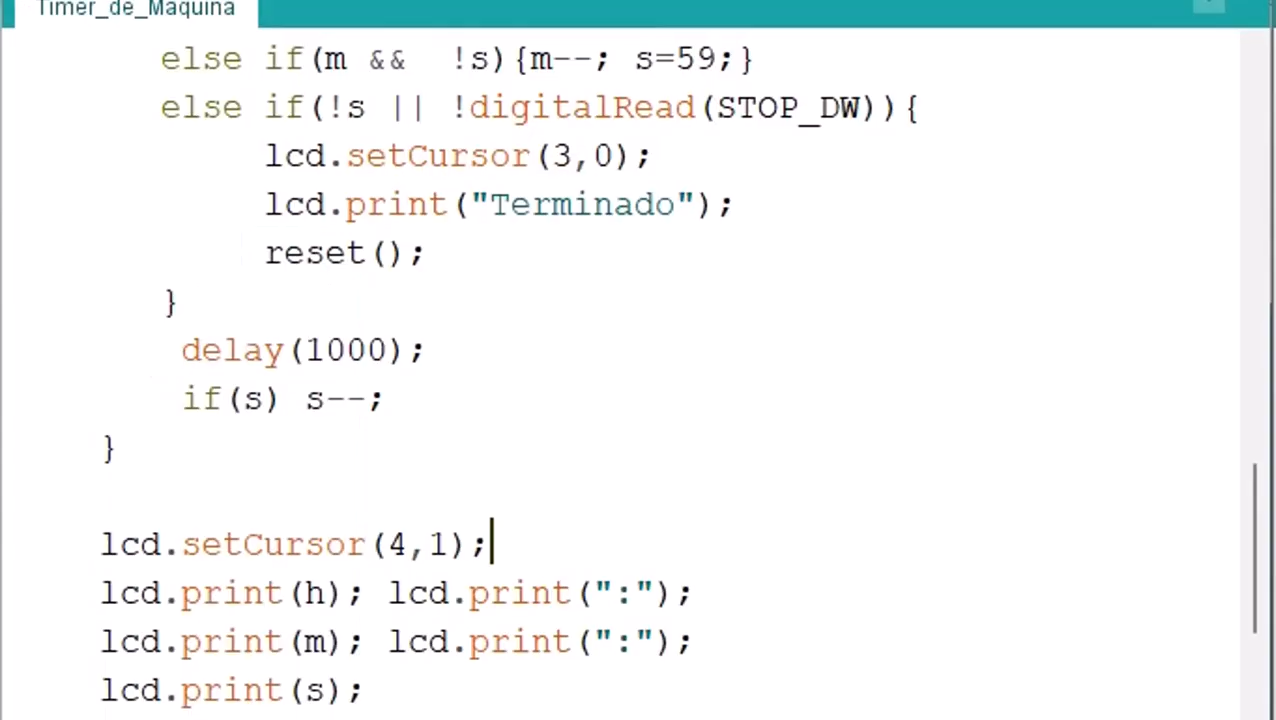 Timer_de_Maquina
else if(m &&  !s){m--; s=59;}
else if(!s || !digitalRead(STOP_DW)){
lcd.setCursor(3,0);
lcd.print("Terminado");
reset();
}
delay(1000);
if(s) s--;
}
lcd.setCursor(4,1);
lcd.print(h); lcd.print(":");
lcd.print(m); lcd.print(":");
lcd.print(s);